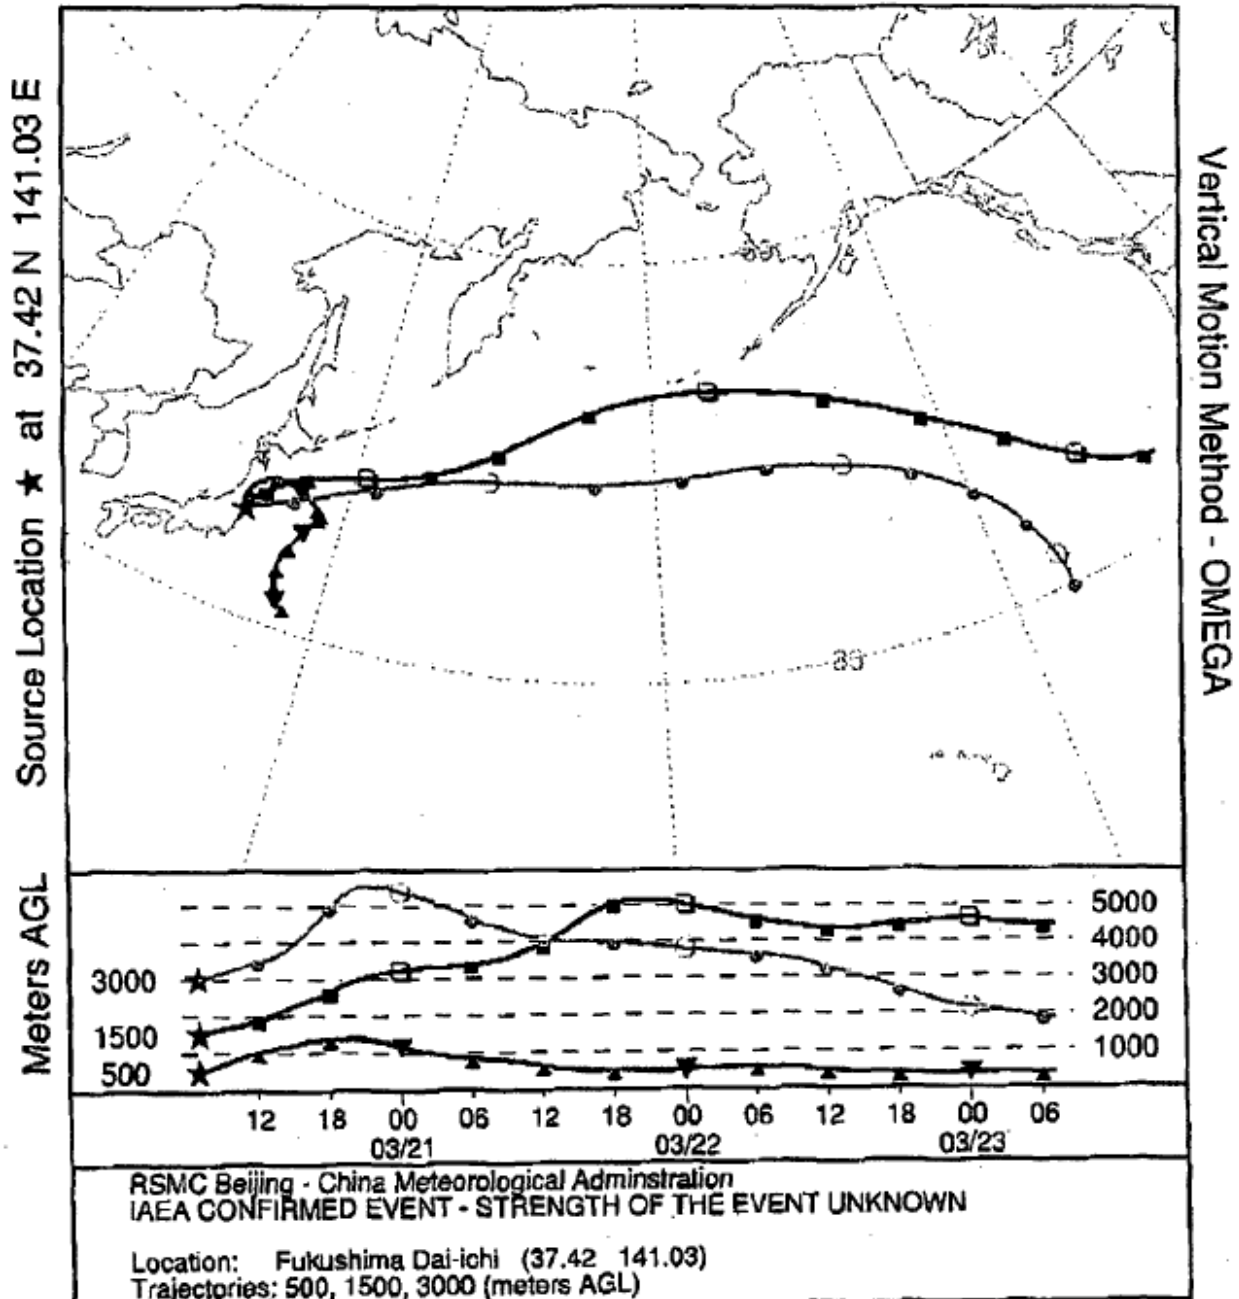 Source Location ★ at 37.42 N 141.03 E
Vertical Motion Method - OMEGA
Meters AGL
3000
1500
500
5000
4000
3000
2000
1000
12 18 00 06 12 18 00 06 12 18 00 06
03/21 03/22 03/23
RSMC Beijing - China Meteorological Adminstration
IAEA CONFIRMED EVENT - STRENGTH OF THE EVENT UNKNOWN
Location: Fukushima Dai-ichi (37.42 141.03)
Trajectories: 500, 1500, 3000 (meters AGL)